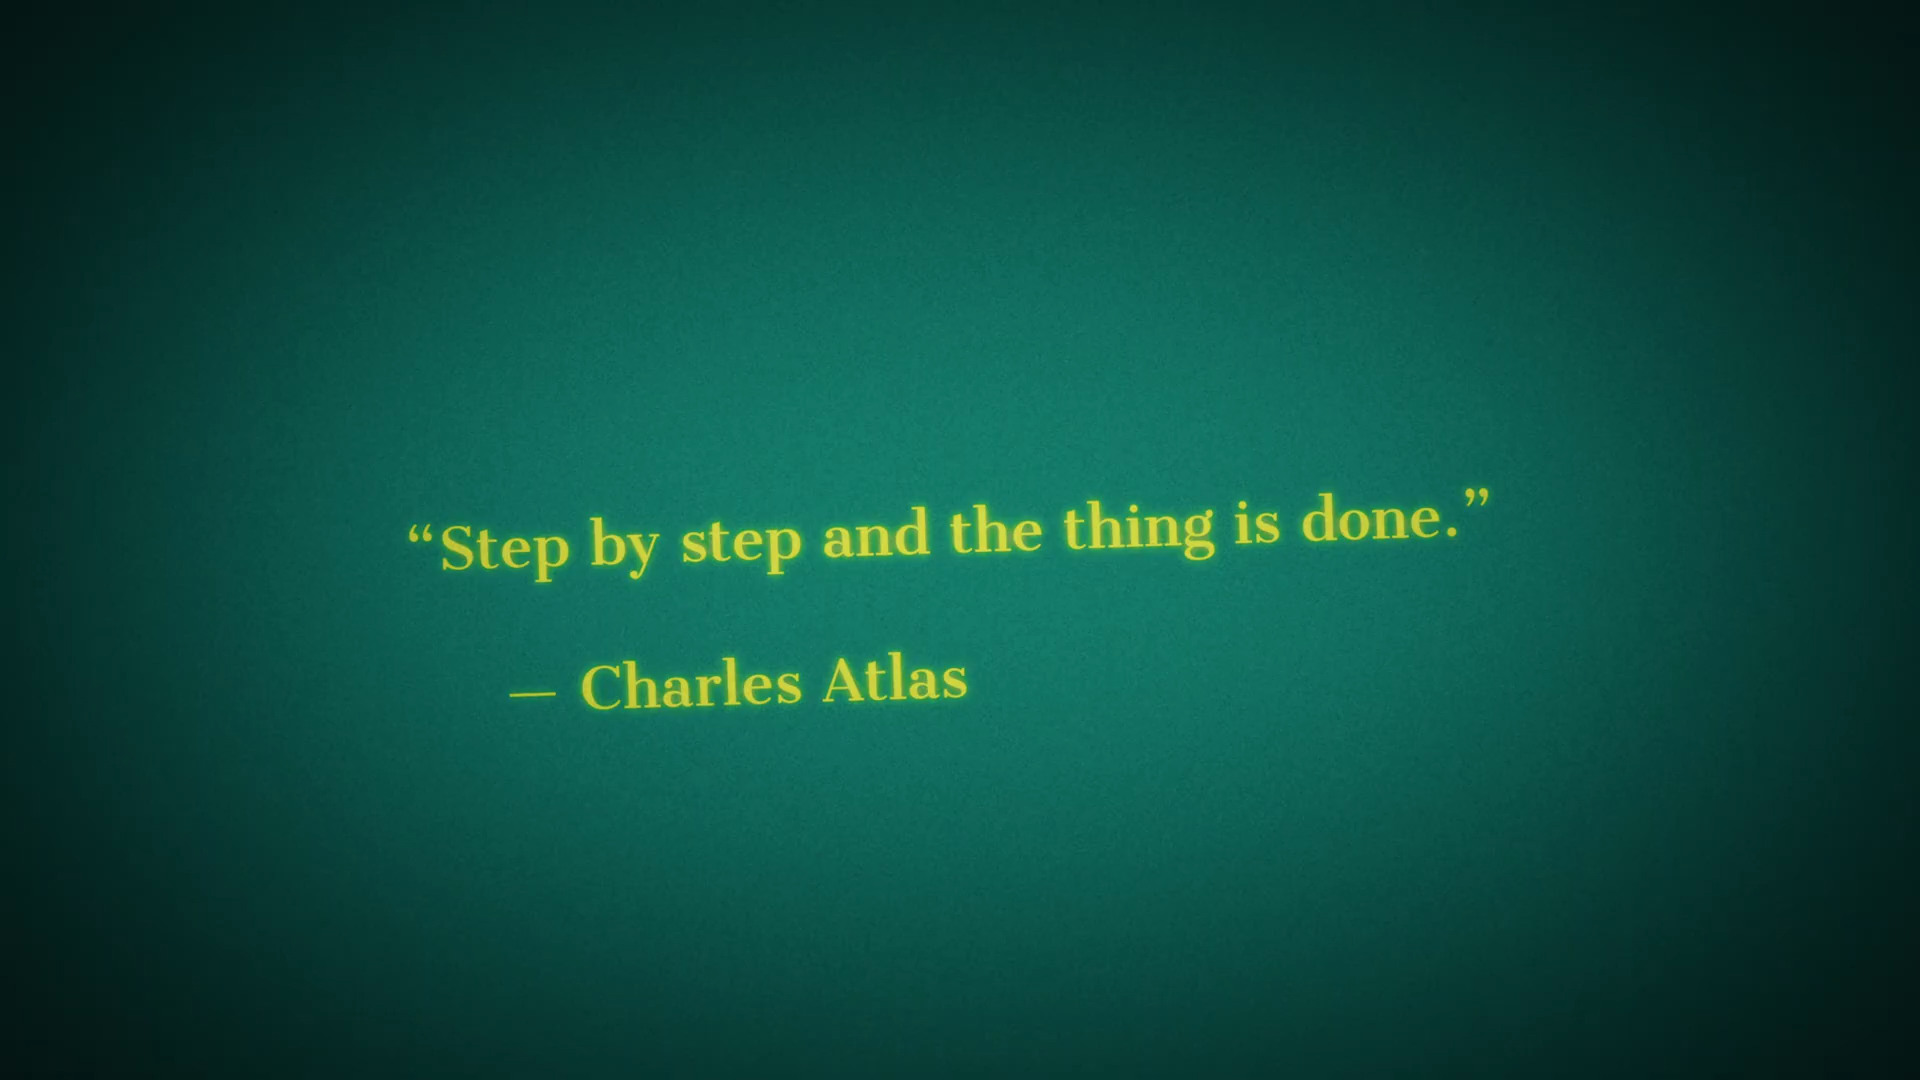 “Step by step and the thing is done.”
— Charles Atlas